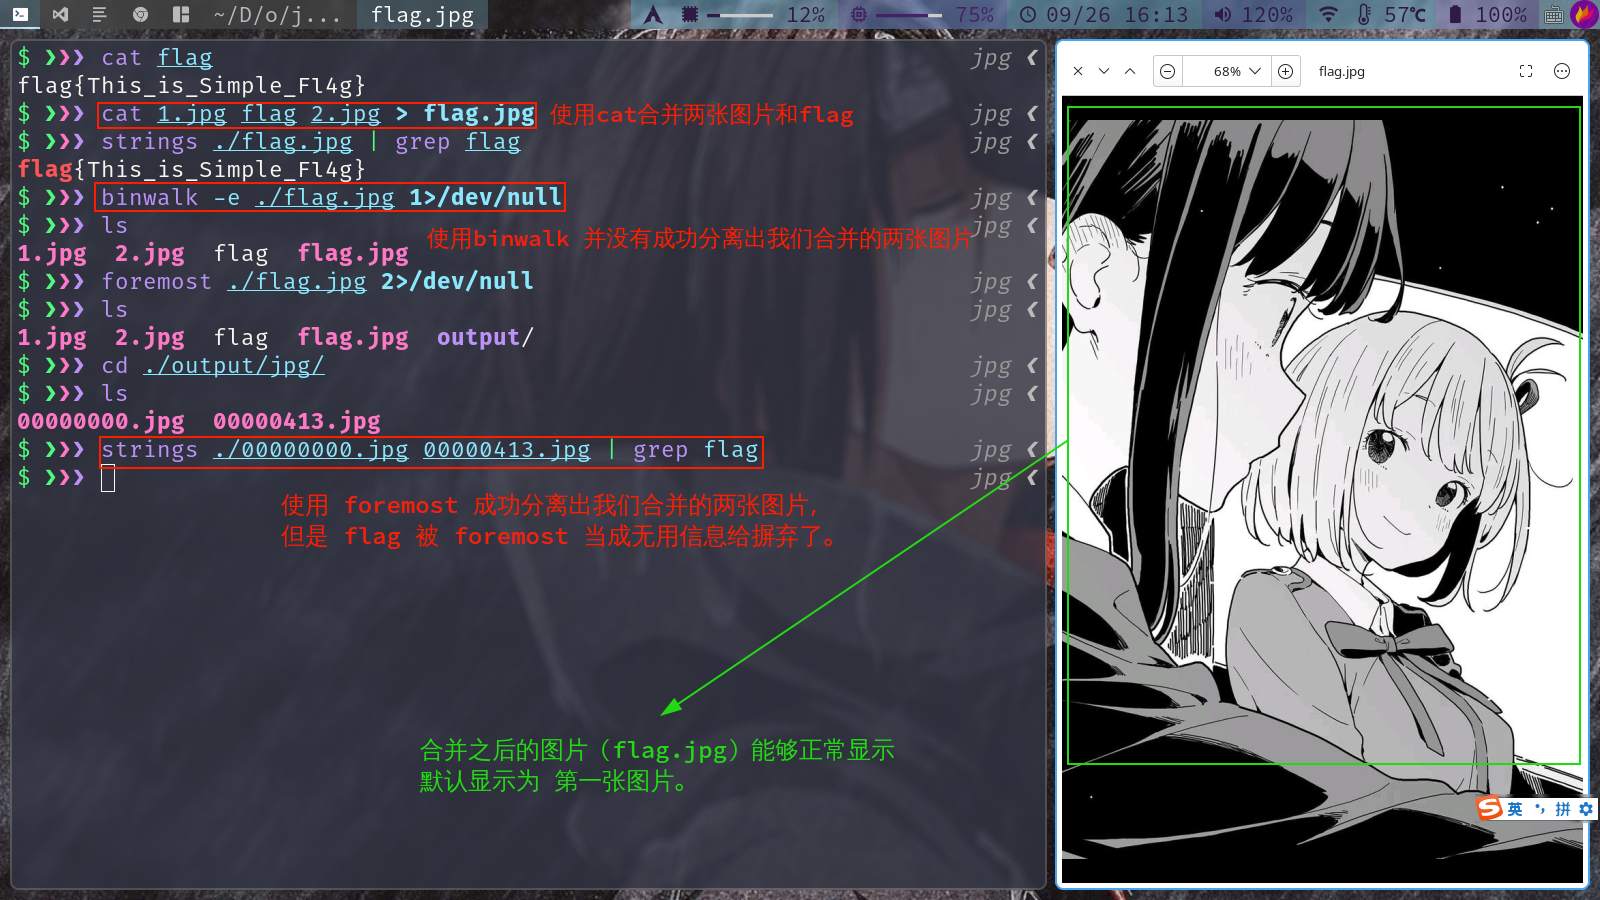 ~/D/o/j... flag.jpg 12% 75% 09/26 16:13 120% 57℃ 100%
$ ❯❯❯ cat flag jpg ❮
flag{This_is_Simple_Fl4g}
$ ❯❯❯ cat 1.jpg flag 2.jpg > flag.jpg 使用cat合并两张图片和flag jpg ❮
$ ❯❯❯ strings ./flag.jpg | grep flag jpg ❮
flag{This_is_Simple_Fl4g}
$ ❯❯❯ binwalk -e ./flag.jpg 1>/dev/null jpg ❮
$ ❯❯❯ ls jpg ❮
使用binwalk 并没有成功分离出我们合并的两张图片
1.jpg 2.jpg flag flag.jpg
$ ❯❯❯ foremost ./flag.jpg 2>/dev/null jpg ❮
$ ❯❯❯ ls jpg ❮
1.jpg 2.jpg flag flag.jpg output/
$ ❯❯❯ cd ./output/jpg/ jpg ❮
$ ❯❯❯ ls jpg ❮
00000000.jpg 00000413.jpg
$ ❯❯❯ strings ./00000000.jpg 00000413.jpg | grep flag jpg ❮
$ ❯❯❯ jpg ❮
使用 foremost 成功分离出我们合并的两张图片,
但是 flag 被 foremost 当成无用信息给摒弃了。
合并之后的图片（flag.jpg）能够正常显示
默认显示为 第一张图片。
68% flag.jpg
S 英 拼